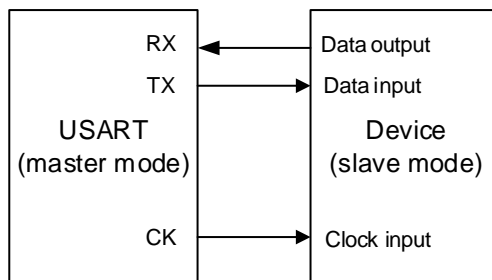 RX
Data output
TX
Data input
USART
(master mode)
Device
(slave mode)
CK
Clock input